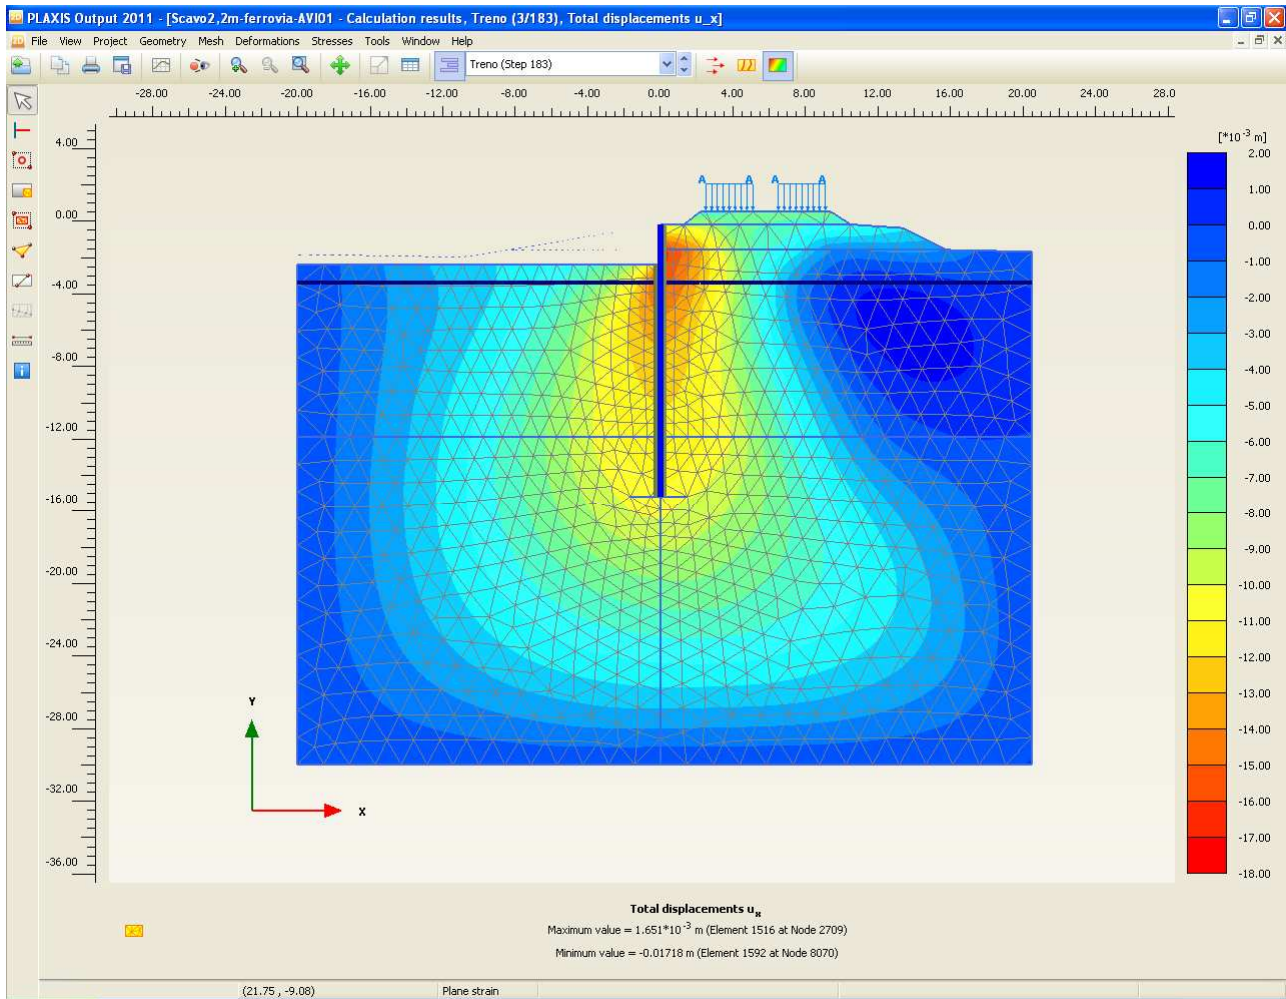 PLAXIS Output 2011 - [Scavo2,2m-ferrovia-AVI01 - Calculation results, Treno (3/183), Total displacements u_x]
File View Project Geometry Mesh Deformations Stresses Tools Window Help
Treno (Step 183)
-28.00 -24.00 -20.00 -16.00 -12.00 -8.00 -4.00 0.00 4.00 8.00 12.00 16.00 20.00 24.00 28.0
[*10-3 m]
4.00
0.00
-4.00
-8.00
-12.00
-16.00
-20.00
-24.00
-28.00
-32.00
-36.00
A A A A
Y
X
2.00
1.00
0.00
-1.00
-2.00
-3.00
-4.00
-5.00
-6.00
-7.00
-8.00
-9.00
-10.00
-11.00
-12.00
-13.00
-14.00
-15.00
-16.00
-17.00
-18.00
Total displacements ux
Maximum value = 1.651*10-3 m (Element 1516 at Node 2709)
Minimum value = -0.01718 m (Element 1592 at Node 8070)
(21.75 , -9.08) Plane strain